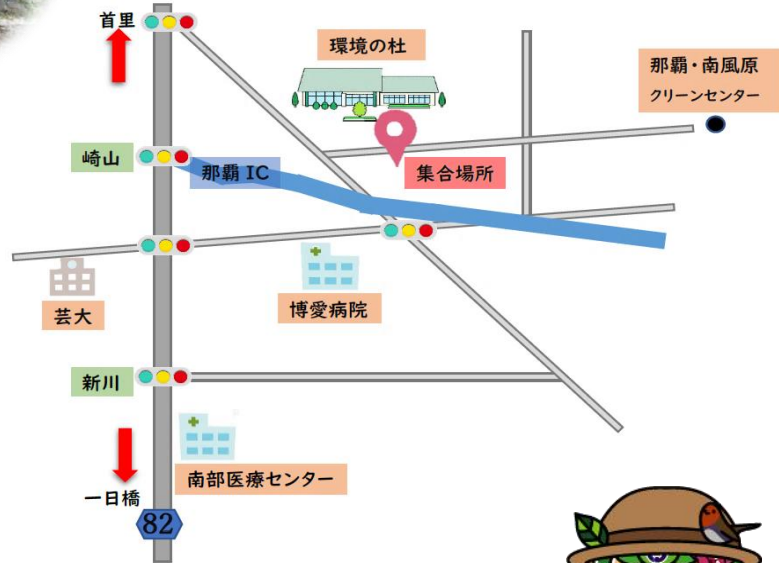 首里
環境の杜
那覇・南風原
クリーンセンター
崎山
那覇 IC
集合場所
芸大
博愛病院
新川
南部医療センター
一日橋
82